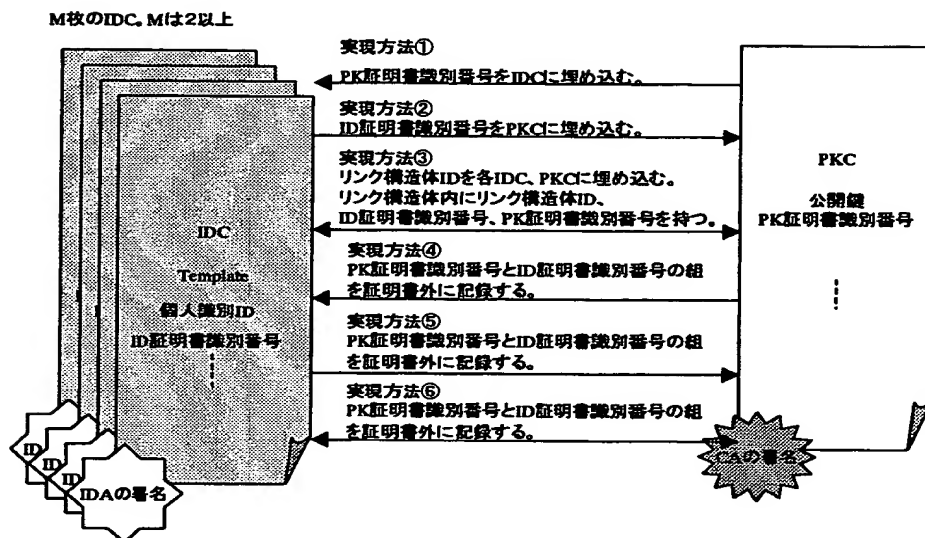 M枚のIDC。Mは2以上
実現方法①
PK証明書識別番号をIDCに埋め込む。
実現方法②
ID証明書識別番号をPKCに埋め込む。
実現方法③
リンク構造体IDを各IDC、PKCに埋め込む。
リンク構造体内にリンク構造体ID、
ID証明書識別番号、PK証明書識別番号を持つ。
実現方法④
PK証明書識別番号とID証明書識別番号の組
を証明書外に記録する。
実現方法⑤
PK証明書識別番号とID証明書識別番号の組
を証明書外に記録する。
実現方法⑥
PK証明書識別番号とID証明書識別番号の組
を証明書外に記録する。
IDC
Template
個人識別ID
ID証明書識別番号
ID
ID
ID
IDAの署名
PKC
公開鍵
PK証明書識別番号
CAの署名